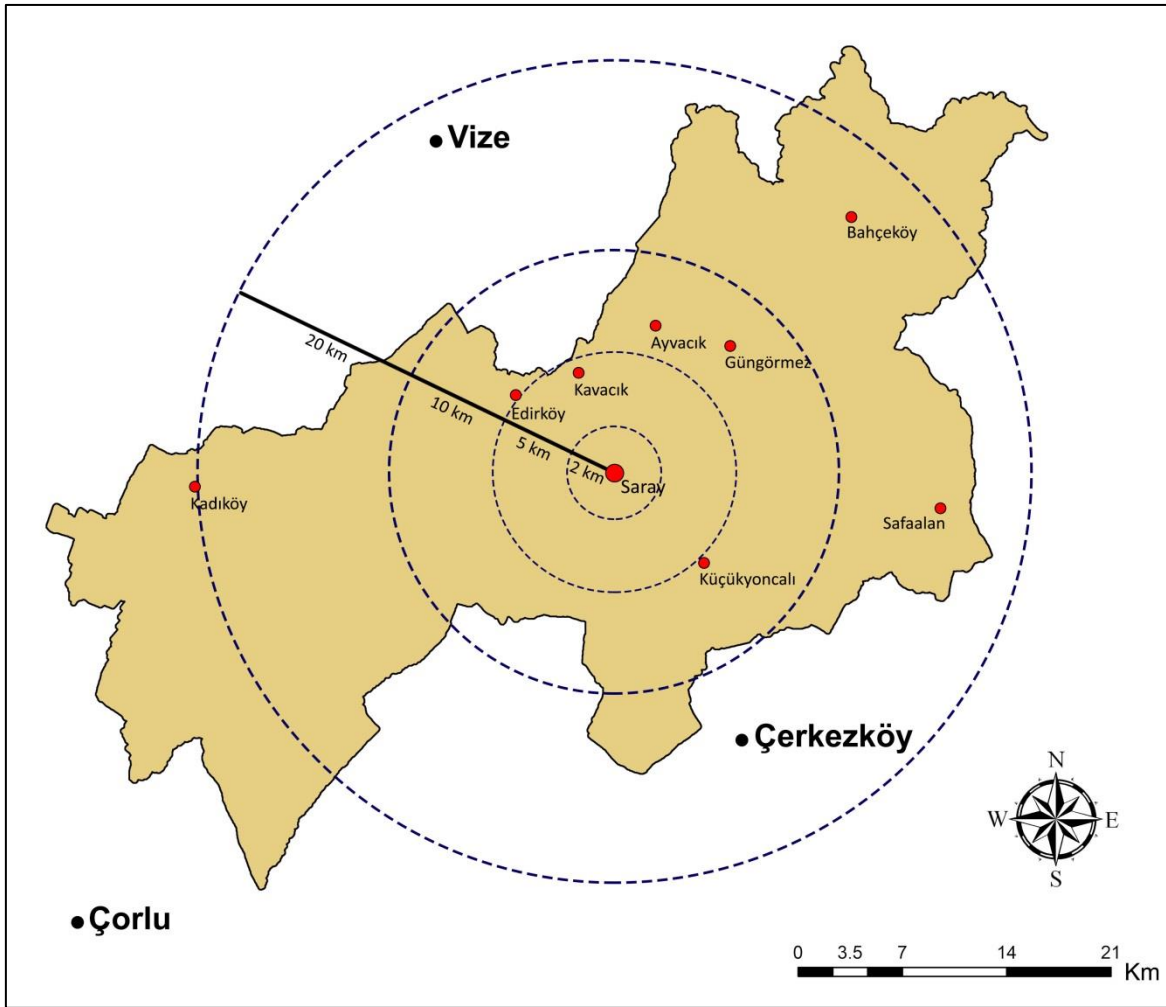 Vize
Bahçeköy
Ayvacık
Güngörmez
20 km
Kavacık
10 km
Edirköy
5 km
2 km
Saray
Kadıköy
Safaalan
Küçükyoncalı
Çerkezköy
N
W E
S
Çorlu
0 3.5 7 14 21
Km